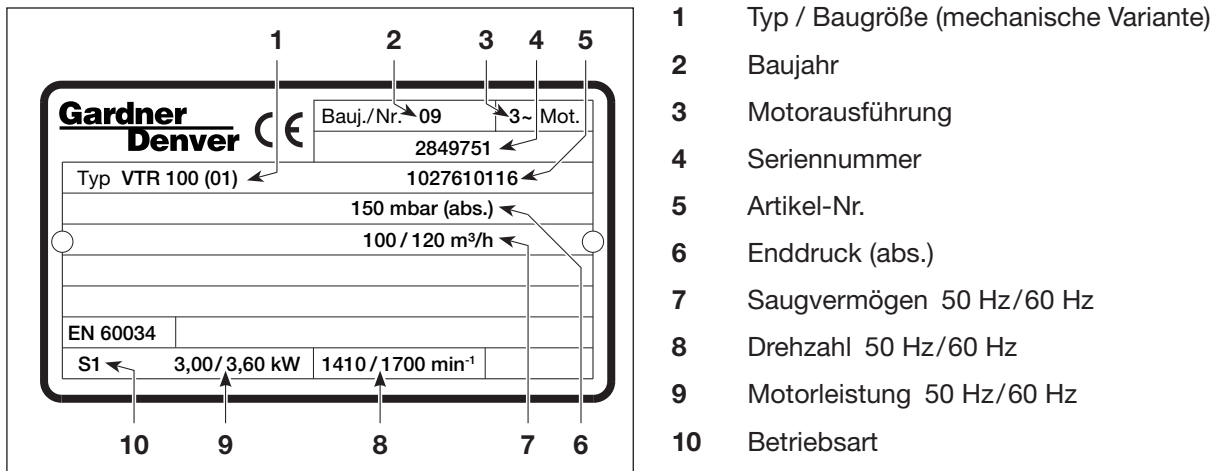 1 2 3 4 5
Gardner
Denver
CE
Bauj./Nr. 09 3~ Mot.
2849751
Typ VTR 100 (01) 1027610116
150 mbar (abs.)
100 / 120 m³/h
EN 60034
S1 3,00/3,60 kW 1410 / 1700 min-1
10 9 8 7 6
1 Typ / Baugröße (mechanische Variante)
2 Baujahr
3 Motorausführung
4 Seriennummer
5 Artikel-Nr.
6 Enddruck (abs.)
7 Saugvermögen 50 Hz/60 Hz
8 Drehzahl 50 Hz/60 Hz
9 Motorleistung 50 Hz/60 Hz
10 Betriebsart